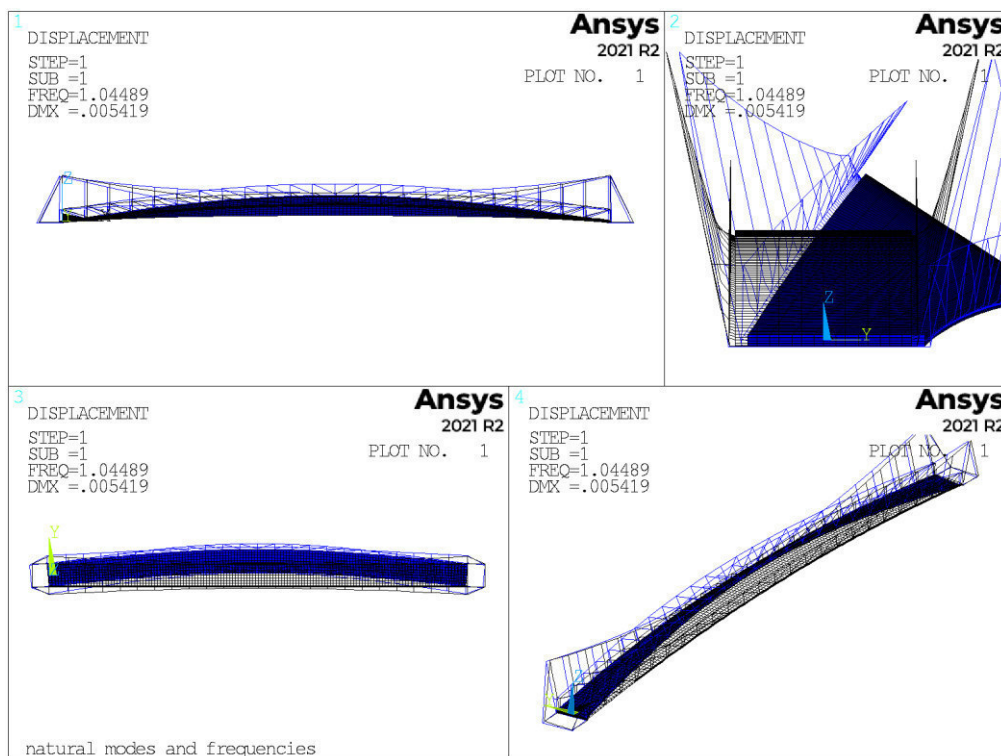 1
DISPLACEMENT
STEP=1
SUB =1
FREQ=1.04489
DMX =.005419
Ansys
2021 R2
PLOT NO. 1
Z
2
DISPLACEMENT
STEP=1
SUB =1
FREQ=1.04489
DMX =.005419
Ansys
2021 R2
PLOT NO. 1
Z
Y
3
DISPLACEMENT
STEP=1
SUB =1
FREQ=1.04489
DMX =.005419
Ansys
2021 R2
PLOT NO. 1
Y
4
DISPLACEMENT
STEP=1
SUB =1
FREQ=1.04489
DMX =.005419
Ansys
2021 R2
PLOT NO. 1
Z
natural modes and frequencies